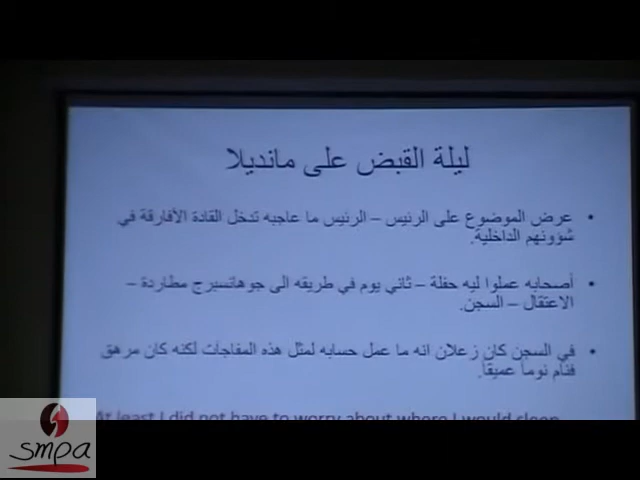 ليلة القبض على مانديلا
• عرض الموضوع على الرئيس – الرئيس ما عاجبه تدخل القادة الأفارقة في
شؤونهم الداخلية.
• أصحابه عملوا ليه حفلة – ثاني يوم في طريقه الى جوهانسبرج مطاردة –
الاعتقال – السجن.
• في السجن كان زعلان انه ما عمل حسابه لمثل هذه المفاجآت لكنه كان مرهق
فنام نوماً عميقاً.
At least I did not have to worry about where I would sleep
smpa